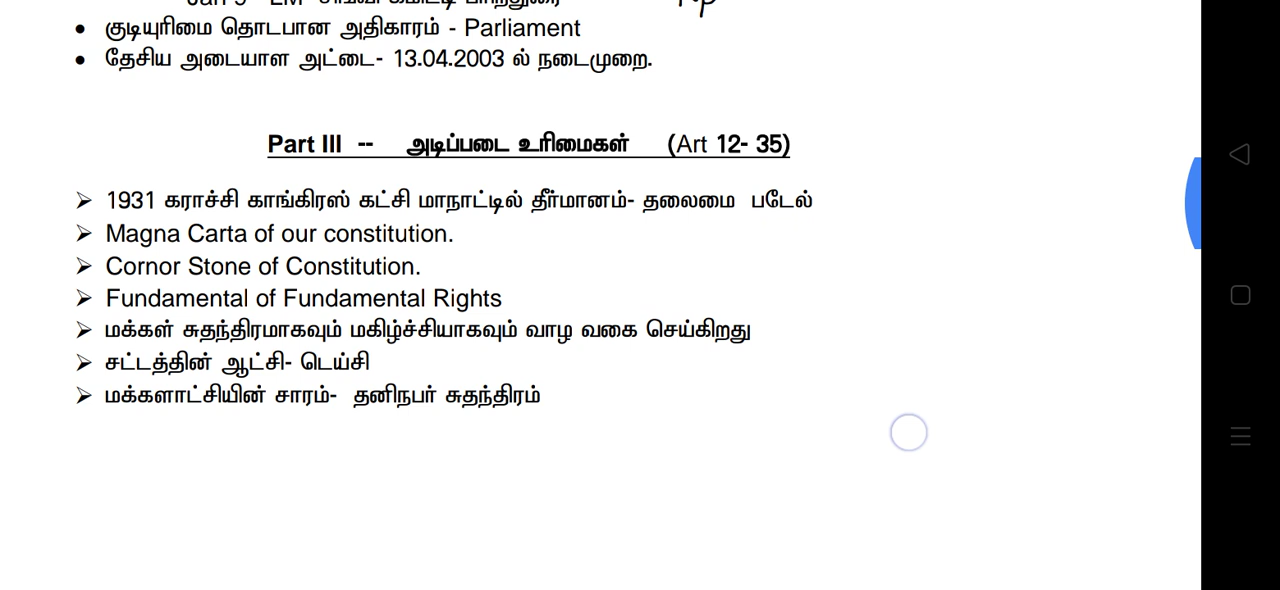 குடியுரிமை தொடபான அதிகாரம் - Parliament
தேசிய அடையாள அட்டை- 13.04.2003 ல் நடைமுறை.
Part III -- அடிப்படை உரிமைகள் (Art 12- 35)
1931 கராச்சி காங்கிரஸ் கட்சி மாநாட்டில் தீர்மானம்- தலைமை படேல்
Magna Carta of our constitution.
Cornor Stone of Constitution.
Fundamental of Fundamental Rights
மக்கள் சுதந்திரமாகவும் மகிழ்ச்சியாகவும் வாழ வகை செய்கிறது
சட்டத்தின் ஆட்சி- டெய்சி
மக்களாட்சியின் சாரம்- தனிநபர் சுதந்திரம்